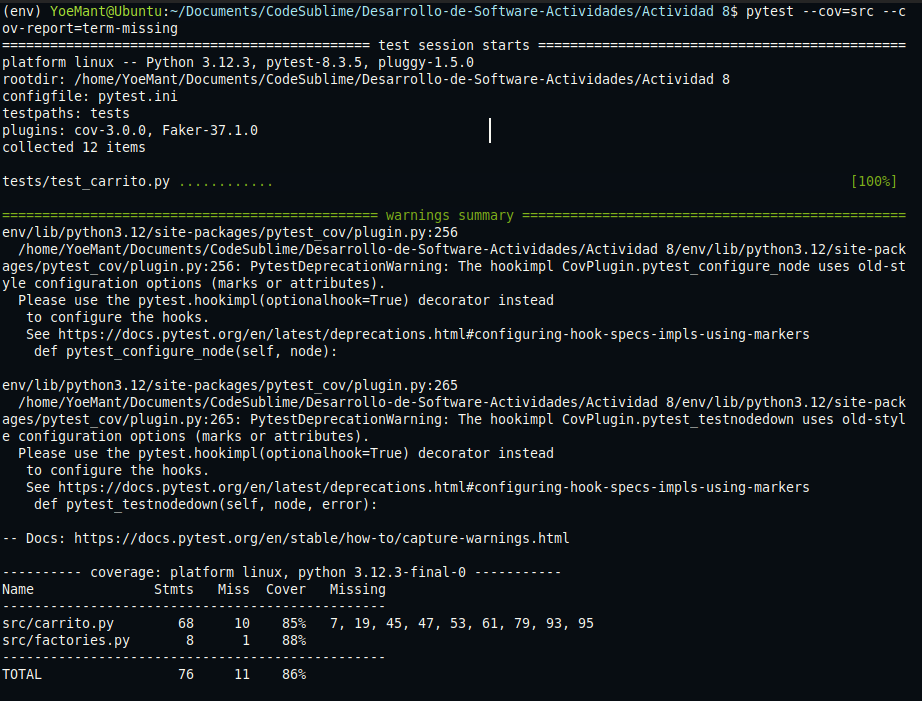 (env) YoeMant@Ubuntu:~/Documents/CodeSublime/Desarrollo-de-Software-Actividades/Actividad 8$ pytest --cov=src --c
ov-report=term-missing
============================================== test session starts ==============================================
platform linux -- Python 3.12.3, pytest-8.3.5, pluggy-1.5.0
rootdir: /home/YoeMant/Documents/CodeSublime/Desarrollo-de-Software-Actividades/Actividad 8
configfile: pytest.ini
testpaths: tests
plugins: cov-3.0.0, Faker-37.1.0
collected 12 items
tests/test_carrito.py ............ [100%]
=============================================== warnings summary ================================================
env/lib/python3.12/site-packages/pytest_cov/plugin.py:256
  /home/YoeMant/Documents/CodeSublime/Desarrollo-de-Software-Actividades/Actividad 8/env/lib/python3.12/site-pack
ages/pytest_cov/plugin.py:256: PytestDeprecationWarning: The hookimpl CovPlugin.pytest_configure_node uses old-st
yle configuration options (marks or attributes).
  Please use the pytest.hookimpl(optionalhook=True) decorator instead
   to configure the hooks.
   See https://docs.pytest.org/en/latest/deprecations.html#configuring-hook-specs-impls-using-markers
    def pytest_configure_node(self, node):
env/lib/python3.12/site-packages/pytest_cov/plugin.py:265
  /home/YoeMant/Documents/CodeSublime/Desarrollo-de-Software-Actividades/Actividad 8/env/lib/python3.12/site-pack
ages/pytest_cov/plugin.py:265: PytestDeprecationWarning: The hookimpl CovPlugin.pytest_testnodedown uses old-styl
e configuration options (marks or attributes).
  Please use the pytest.hookimpl(optionalhook=True) decorator instead
   to configure the hooks.
   See https://docs.pytest.org/en/latest/deprecations.html#configuring-hook-specs-impls-using-markers
    def pytest_testnodedown(self, node, error):
-- Docs: https://docs.pytest.org/en/stable/how-to/capture-warnings.html
---------- coverage: platform linux, python 3.12.3-final-0 -----------
Name               Stmts   Miss  Cover   Missing
------------------------------------------------
src/carrito.py        68     10    85%   7, 19, 45, 47, 53, 61, 79, 93, 95
src/factories.py       8      1    88%
------------------------------------------------
TOTAL                 76     11    86%